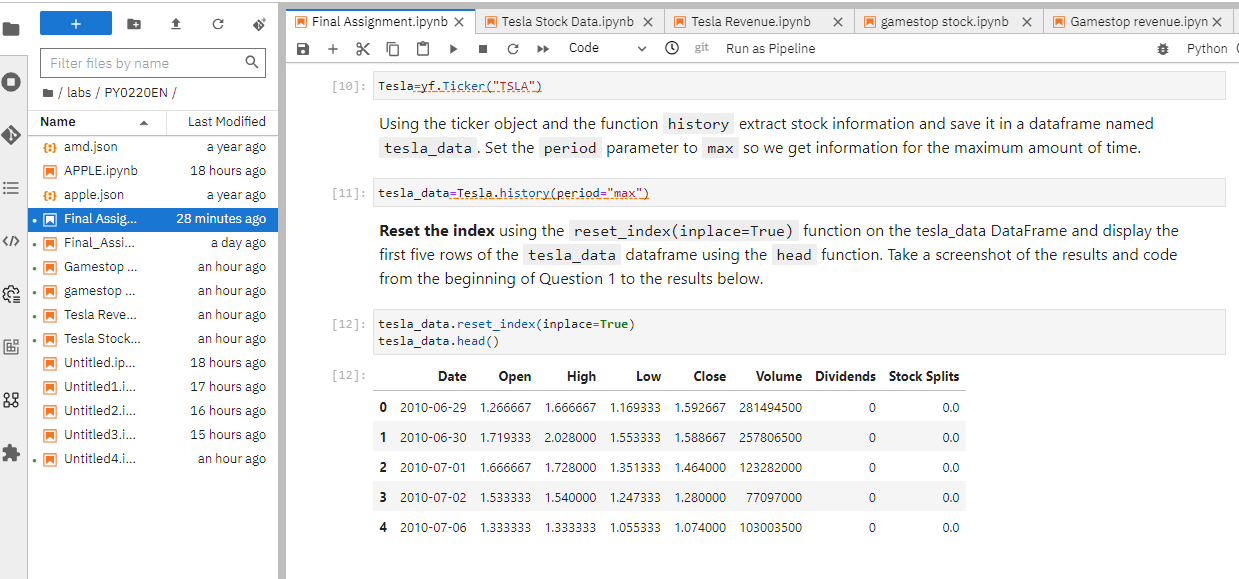 Final Assignment.ipynb
Tesla Stock Data.ipynb
Tesla Revenue.ipynb
gamestop stock.ipynb
Gamestop revenue.ipyn
Code
git
Run as Pipeline
Python
Filter files by name
/ labs / PY0220EN /
Name Last Modified
amd.json a year ago
APPLE.ipynb 18 hours ago
apple.json a year ago
Final Assig... 28 minutes ago
Final_Assi... a day ago
Gamestop ... an hour ago
gamestop ... an hour ago
Tesla Reve... an hour ago
Tesla Stock... an hour ago
Untitled.ip... 18 hours ago
Untitled1.i... 17 hours ago
Untitled2.i... 16 hours ago
Untitled3.i... 15 hours ago
Untitled4.i... an hour ago
[10]: Tesla=yf.Ticker("TSLA")
Using the ticker object and the function history extract stock information and save it in a dataframe named
tesla_data . Set the period parameter to max so we get information for the maximum amount of time.
[11]: tesla_data=Tesla.history(period="max")
Reset the index using the reset_index(inplace=True) function on the tesla_data DataFrame and display the
first five rows of the tesla_data dataframe using the head function. Take a screenshot of the results and code
from the beginning of Question 1 to the results below.
[12]: tesla_data.reset_index(inplace=True)
tesla_data.head()
[12]: Date Open High Low Close Volume Dividends Stock Splits
0 2010-06-29 1.266667 1.666667 1.169333 1.592667 281494500 0 0.0
1 2010-06-30 1.719333 2.028000 1.553333 1.588667 257806500 0 0.0
2 2010-07-01 1.666667 1.728000 1.351333 1.464000 123282000 0 0.0
3 2010-07-02 1.533333 1.540000 1.247333 1.280000 77097000 0 0.0
4 2010-07-06 1.333333 1.333333 1.055333 1.074000 103003500 0 0.0